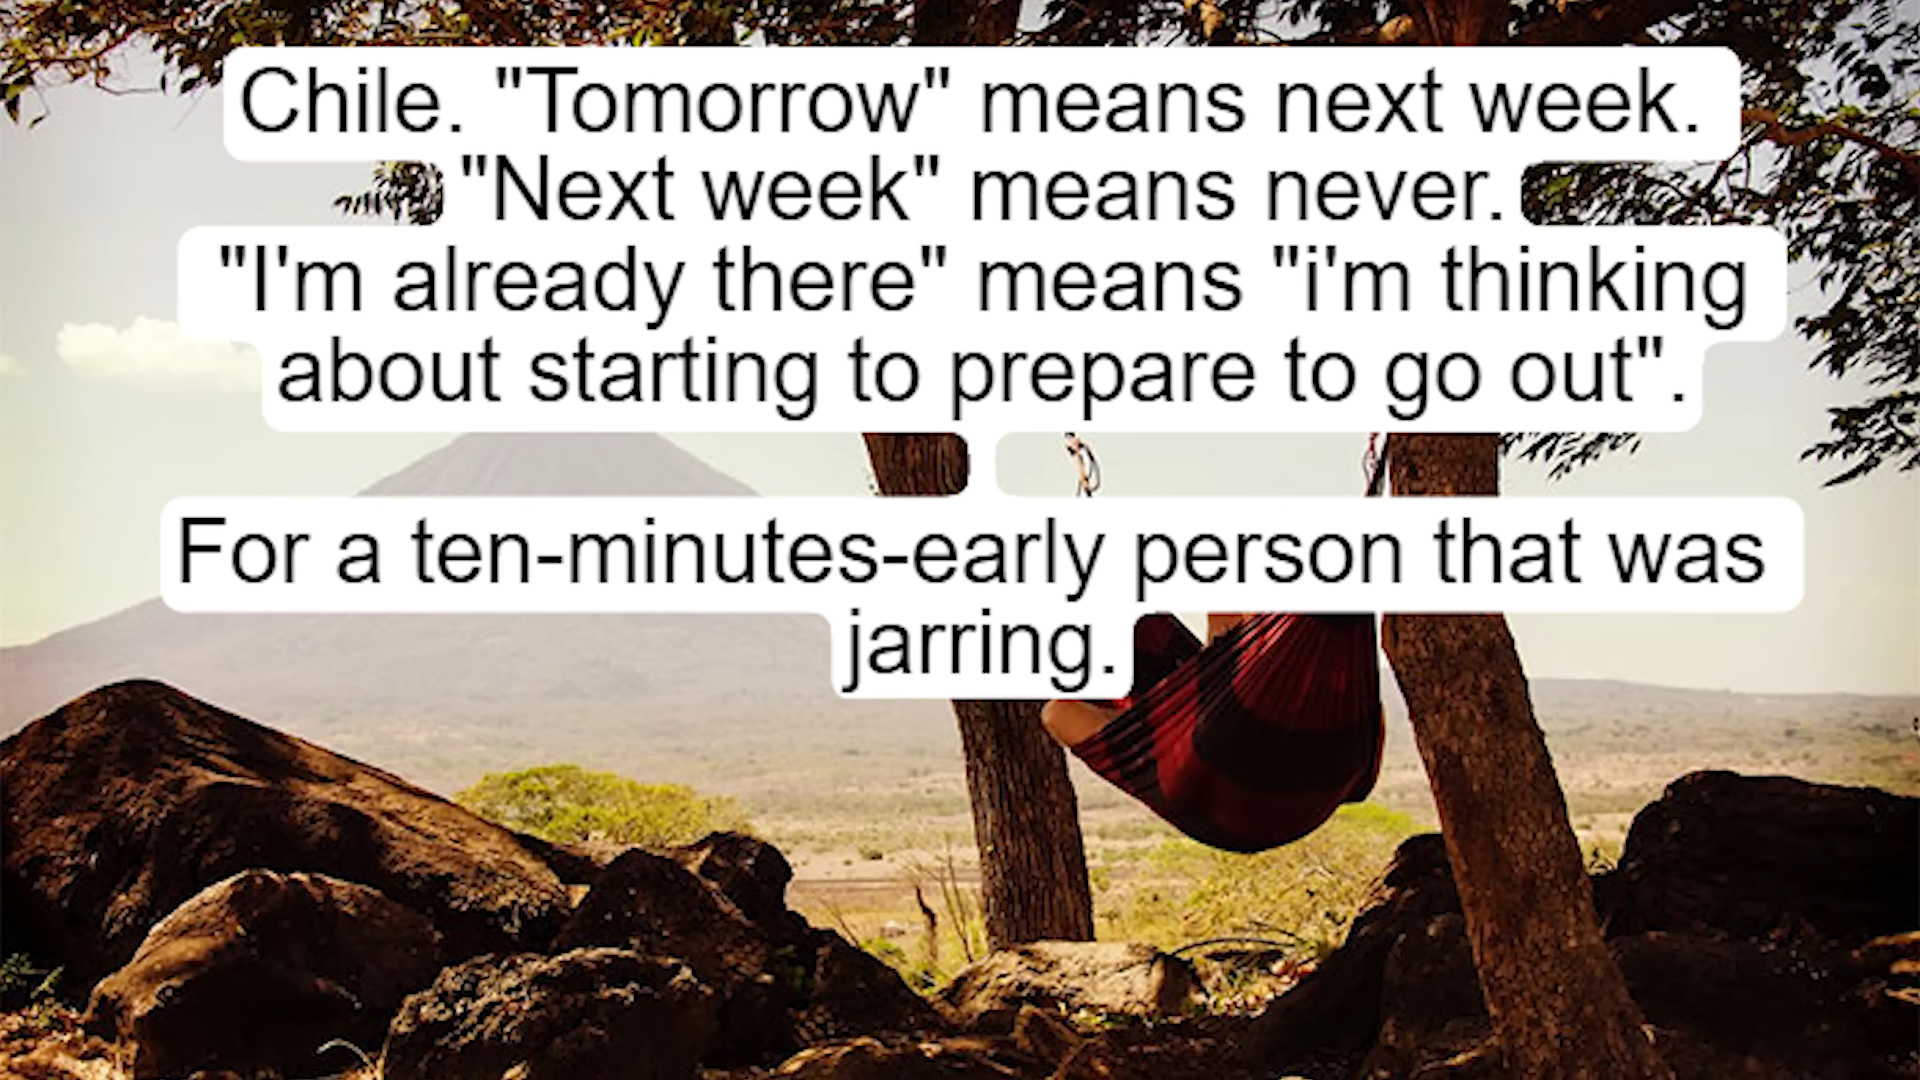 Chile. "Tomorrow" means next week.
"Next week" means never.
"I'm already there" means "i'm thinking
about starting to prepare to go out".
For a ten-minutes-early person that was
jarring.